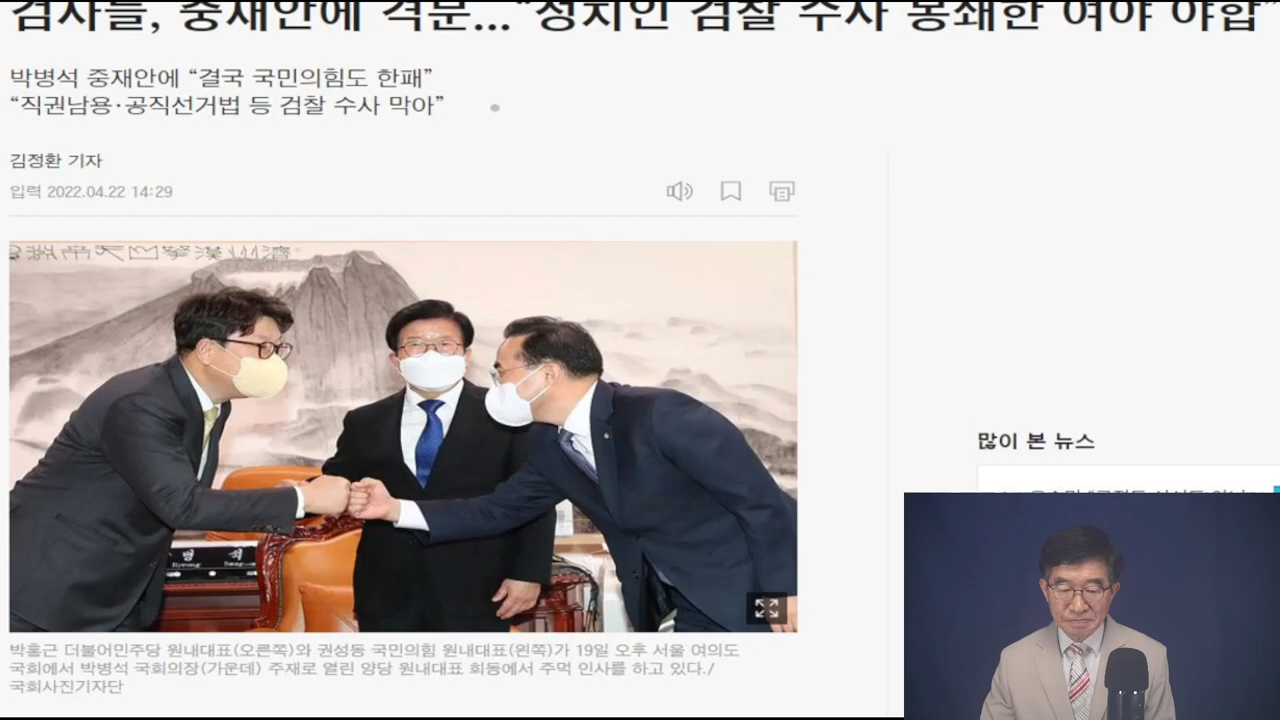 검사들, 중재안에 격분..."정치인 검찰 수사 봉쇄한 여야 야합"
박병석 중재안에 “결국 국민의힘도 한패”
“직권남용·공직선거법 등 검찰 수사 막아”
김정환 기자
입력 2022.04.22 14:29
많이 본 뉴스
병 석
Byeong Seug
박홍근 더불어민주당 원내대표(오른쪽)와 권성동 국민의힘 원내대표(왼쪽)가 19일 오후 서울 여의도
국회에서 박병석 국회의장(가운데) 주재로 열린 양당 원내대표 회동에서 주먹 인사를 하고 있다./
국회사진기자단